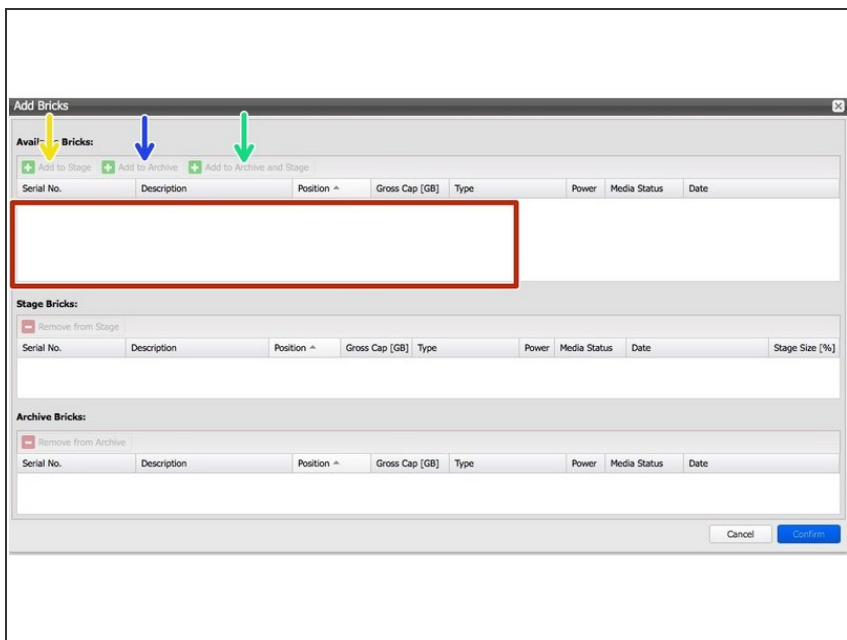 Add Bricks
Bricks:
Add to Stage Add to Archive Add to Archive and Stage
Serial No. Description Position Gross Cap [GB] Type Power Media Status Date
Stage Bricks:
Remove from Stage
Serial No. Description Position Gross Cap [GB] Type Power Media Status Date Stage Size [%]
Archive Bricks:
Remove from Archive
Serial No. Description Position Gross Cap [GB] Type Power Media Status Date
Cancel Confirm